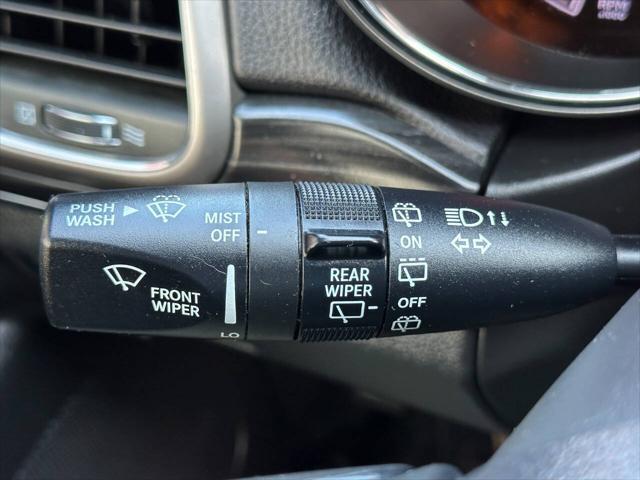 PUSH
WASH
MIST
OFF
FRONT
WIPER
LO
REAR
WIPER
ON
OFF
RPM